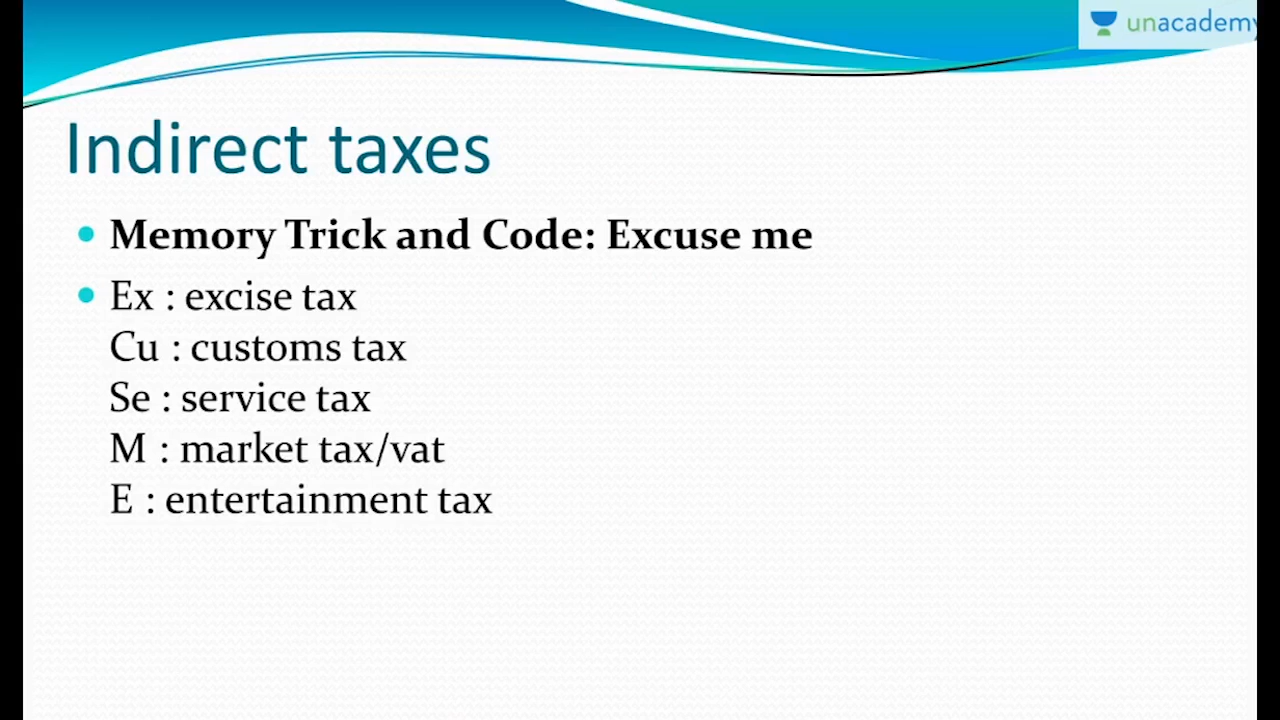 unacademy
Indirect taxes
Memory Trick and Code: Excuse me
Ex : excise tax
Cu : customs tax
Se : service tax
M : market tax/vat
E : entertainment tax